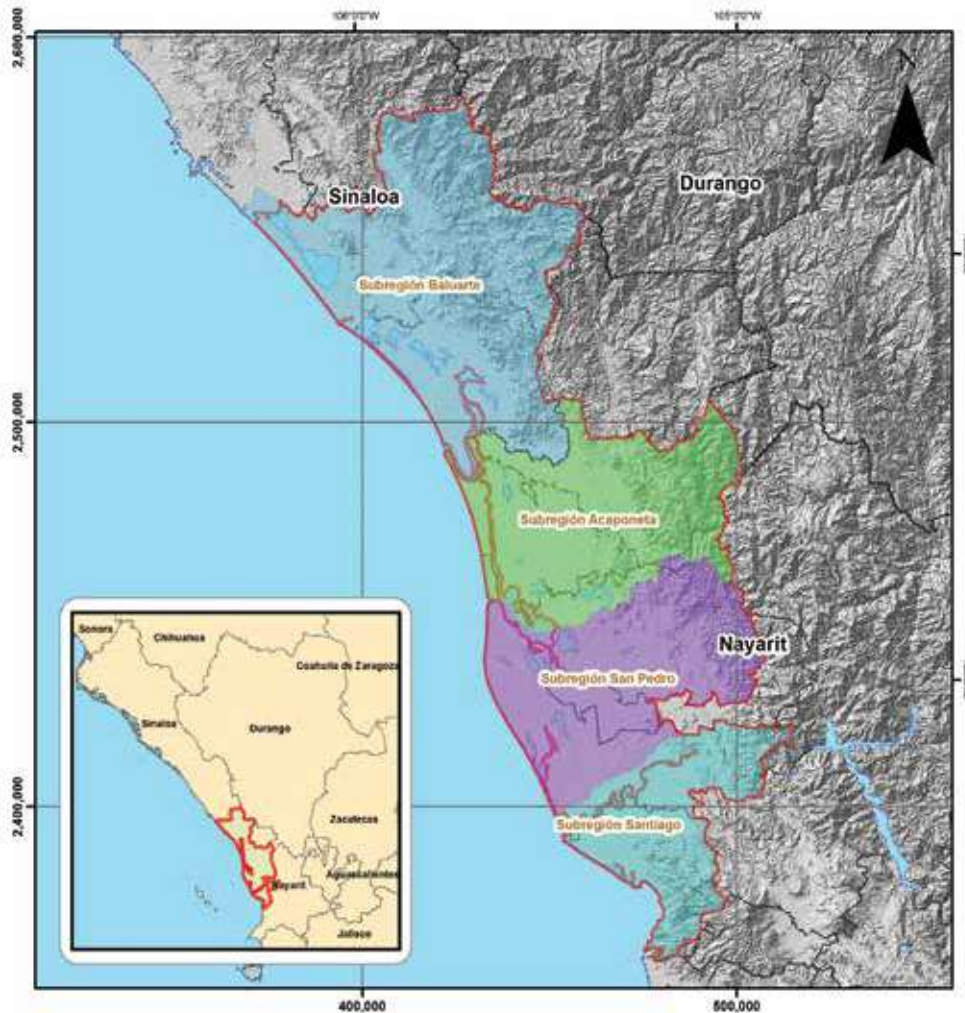 106°0'0"W
105°0'0"W
2,600,000
N
Durango
Sinaloa
Subregión Baluarte
2,500,000
Subregión Acaponeta
Nayarit
Subregión San Pedro
2,400,000
Subregión Santiago
Sonora
Chihuahua
Coahuila de Zaragoza
Sinaloa
Durango
Zacatecas
Aguascalientes
Nayarit
Jalisco
400,000
500,000